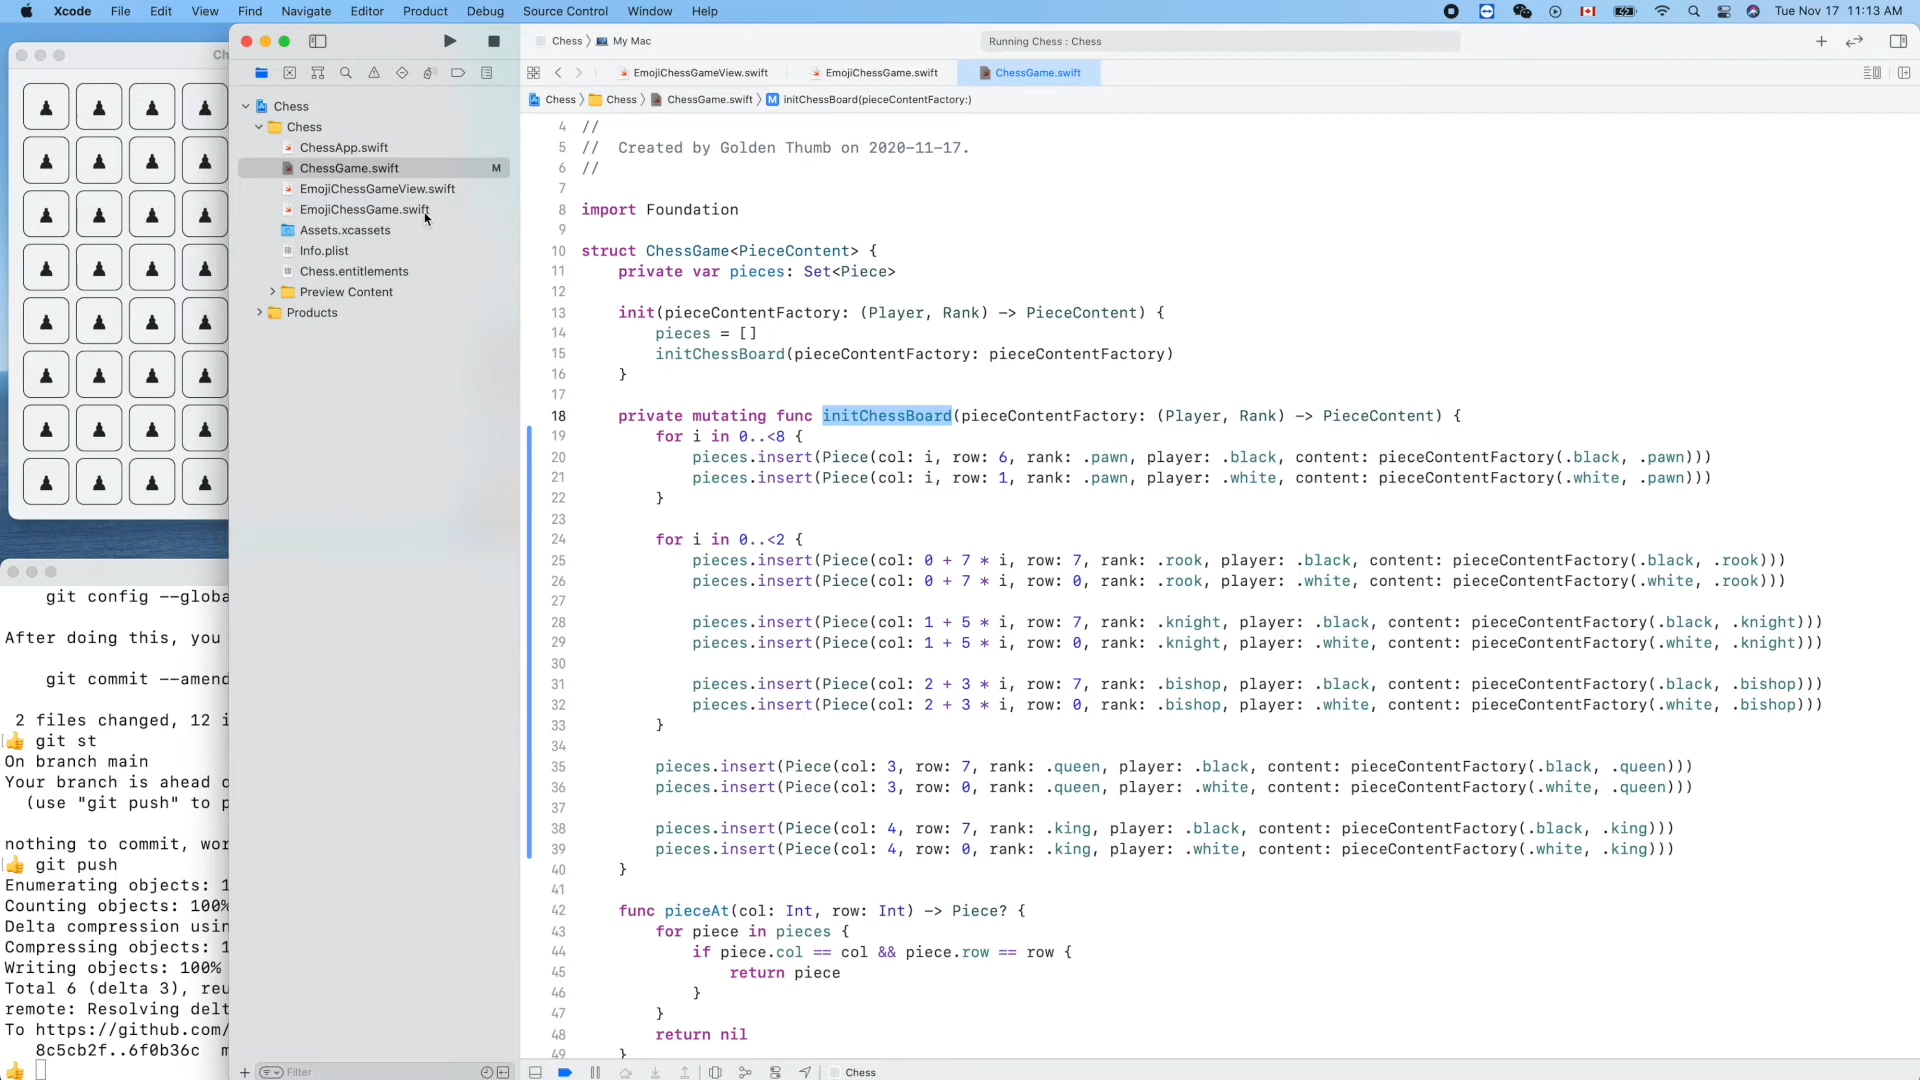 Xcode File Edit View Find Navigate Editor Product Debug Source Control Window Help
Tue Nov 17 11:13 AM
Ch
Chess My Mac
Running Chess : Chess
EmojiChessGameView.swift
EmojiChessGame.swift
ChessGame.swift
Chess
Chess
ChessApp.swift
ChessGame.swift M
EmojiChessGameView.swift
EmojiChessGame.swift
Assets.xcassets
Info.plist
Chess.entitlements
Preview Content
Products
Filter
Chess Chess ChessGame.swift M initChessBoard(pieceContentFactory:)
4 //
5 //  Created by Golden Thumb on 2020-11-17.
6 //
7
8 import Foundation
9
10 struct ChessGame<PieceContent> {
11     private var pieces: Set<Piece>
12
13     init(pieceContentFactory: (Player, Rank) -> PieceContent) {
14         pieces = []
15         initChessBoard(pieceContentFactory: pieceContentFactory)
16     }
17
18     private mutating func initChessBoard(pieceContentFactory: (Player, Rank) -> PieceContent) {
19         for i in 0..<8 {
20             pieces.insert(Piece(col: i, row: 6, rank: .pawn, player: .black, content: pieceContentFactory(.black, .pawn)))
21             pieces.insert(Piece(col: i, row: 1, rank: .pawn, player: .white, content: pieceContentFactory(.white, .pawn)))
22         }
23
24         for i in 0..<2 {
25             pieces.insert(Piece(col: 0 + 7 * i, row: 7, rank: .rook, player: .black, content: pieceContentFactory(.black, .rook)))
26             pieces.insert(Piece(col: 0 + 7 * i, row: 0, rank: .rook, player: .white, content: pieceContentFactory(.white, .rook)))
27
28             pieces.insert(Piece(col: 1 + 5 * i, row: 7, rank: .knight, player: .black, content: pieceContentFactory(.black, .knight)))
29             pieces.insert(Piece(col: 1 + 5 * i, row: 0, rank: .knight, player: .white, content: pieceContentFactory(.white, .knight)))
30
31             pieces.insert(Piece(col: 2 + 3 * i, row: 7, rank: .bishop, player: .black, content: pieceContentFactory(.black, .bishop)))
32             pieces.insert(Piece(col: 2 + 3 * i, row: 0, rank: .bishop, player: .white, content: pieceContentFactory(.white, .bishop)))
33         }
34
35         pieces.insert(Piece(col: 3, row: 7, rank: .queen, player: .black, content: pieceContentFactory(.black, .queen)))
36         pieces.insert(Piece(col: 3, row: 0, rank: .queen, player: .white, content: pieceContentFactory(.white, .queen)))
37
38         pieces.insert(Piece(col: 4, row: 7, rank: .king, player: .black, content: pieceContentFactory(.black, .king)))
39         pieces.insert(Piece(col: 4, row: 0, rank: .king, player: .white, content: pieceContentFactory(.white, .king)))
40     }
41
42     func pieceAt(col: Int, row: Int) -> Piece? {
43         for piece in pieces {
44             if piece.col == col && piece.row == row {
45                 return piece
46             }
47         }
48         return nil
49     }
Chess
git config --globa
After doing this, you
git commit --amend
2 files changed, 12 i
👍 git st
On branch main
Your branch is ahead o
(use "git push" to p
nothing to commit, wor
👍 git push
Enumerating objects: 1
Counting objects: 100%
Delta compression usin
Compressing objects: 1
Writing objects: 100%
Total 6 (delta 3), reu
remote: Resolving delt
To https://github.com/
8c5cb2f..6f0b36c m
👍